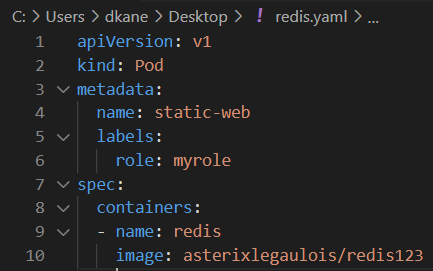 C: > Users > dkane > Desktop > ! redis.yaml > ...
1 apiVersion: v1
2 kind: Pod
3 metadata:
4   name: static-web
5   labels:
6     role: myrole
7 spec:
8   containers:
9   - name: redis
10     image: asterixlegaulois/redis123